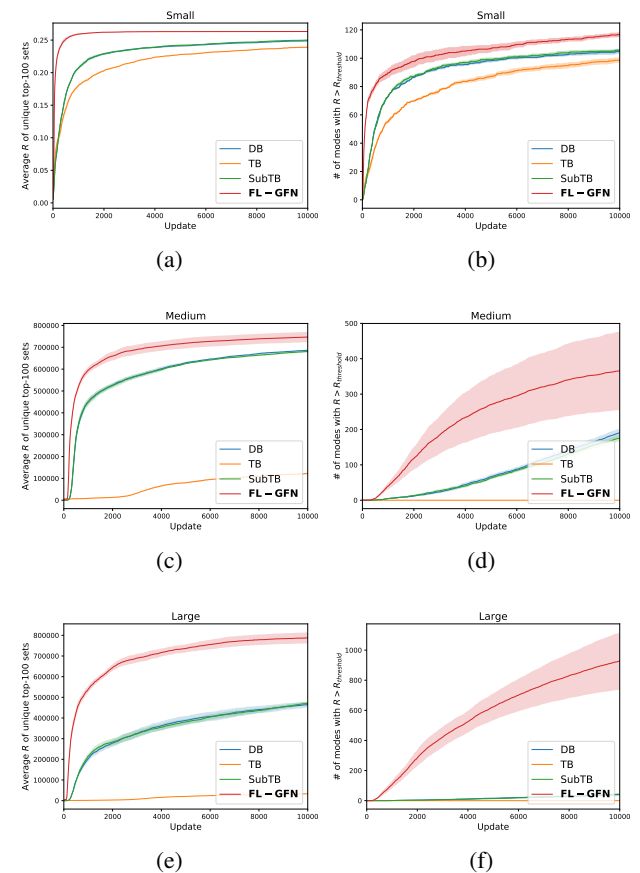 Small
Average R of unique top-100 sets
0.25
0.20
0.15
0.10
0.05
0.00
0 2000 4000 6000 8000 10000
Update
DB
TB
SubTB
FL − GFN
(a)
Small
# of modes with R > Rthreshold
120
100
80
60
40
20
0
0 2000 4000 6000 8000 10000
Update
DB
TB
SubTB
FL − GFN
(b)
Medium
Average R of unique top-100 sets
800000
700000
600000
500000
400000
300000
200000
100000
0
0 2000 4000 6000 8000 10000
Update
DB
TB
SubTB
FL − GFN
(c)
Medium
# of modes with R > Rthreshold
500
400
300
200
100
0
0 2000 4000 6000 8000 10000
Update
DB
TB
SubTB
FL − GFN
(d)
Large
Average R of unique top-100 sets
800000
700000
600000
500000
400000
300000
200000
100000
0
0 2000 4000 6000 8000 10000
Update
DB
TB
SubTB
FL − GFN
(e)
Large
# of modes with R > Rthreshold
1000
800
600
400
200
0
0 2000 4000 6000 8000 10000
Update
DB
TB
SubTB
FL − GFN
(f)